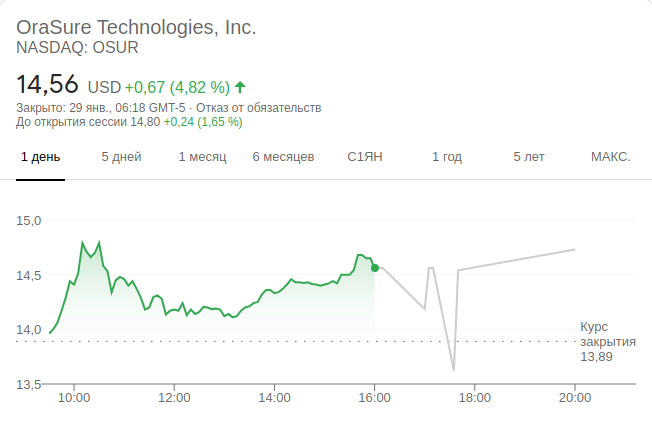 OraSure Technologies, Inc.
NASDAQ: OSUR
14,56 USD +0,67 (4,82 %)
Закрыто: 29 янв., 06:18 GMT-5 · Отказ от обязательств
До открытия сессии 14,80 +0,24 (1,65 %)
1 день 5 дней 1 месяц 6 месяцев С1ЯН 1 год 5 лет МАКС.
15,0
14,5
14,0
Курс
закрытия
13,89
13,5
10:00 12:00 14:00 16:00 18:00 20:00